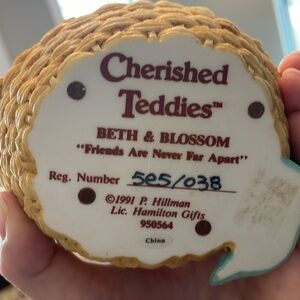 Cherished
Teddies™
BETH & BLOSSOM
"Friends Are Never Far Apart"
Reg. Number 5E5/038
©1991 P. Hillman
Lic. Hamilton Gifts
950564
China